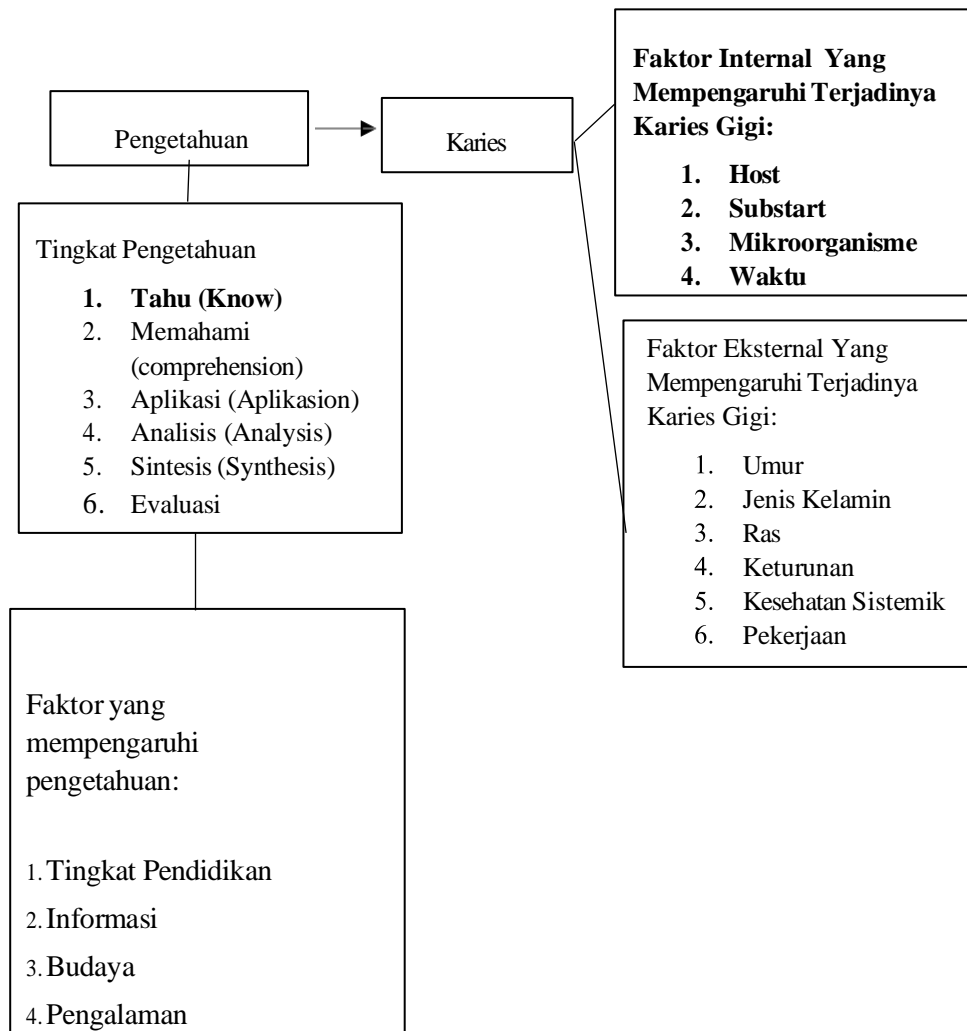 Pengetahuan
Karies
Faktor Internal Yang
Mempengaruhi Terjadinya
Karies Gigi:
1. Host
2. Substart
3. Mikroorganisme
4. Waktu
Tingkat Pengetahuan
1. Tahu (Know)
2. Memahami
(comprehension)
3. Aplikasi (Aplikasion)
4. Analisis (Analysis)
5. Sintesis (Synthesis)
6. Evaluasi
Faktor Eksternal Yang
Mempengaruhi Terjadinya
Karies Gigi:
1. Umur
2. Jenis Kelamin
3. Ras
4. Keturunan
5. Kesehatan Sistemik
6. Pekerjaan
Faktor yang
mempengaruhi
pengetahuan:
1. Tingkat Pendidikan
2. Informasi
3. Budaya
4. Pengalaman